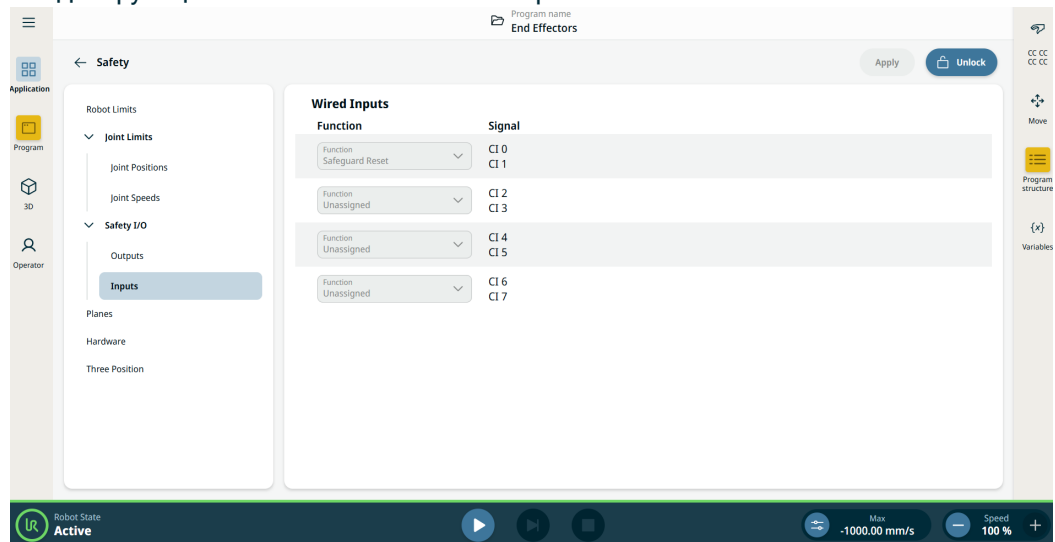 Program name
End Effectors
Safety
Apply
Unlock
CC CC
CC CC
Application
Program
3D
Operator
Robot Limits
Joint Limits
Joint Positions
Joint Speeds
Safety I/O
Outputs
Inputs
Planes
Hardware
Three Position
Wired Inputs
Function Signal
Function
Safeguard Reset
CI 0
CI 1
Function
Unassigned
CI 2
CI 3
Function
Unassigned
CI 4
CI 5
Function
Unassigned
CI 6
CI 7
Move
Program
structure
{x}
Variables
UR
Robot State
Active
Max
-1000.00 mm/s
Speed
100 %